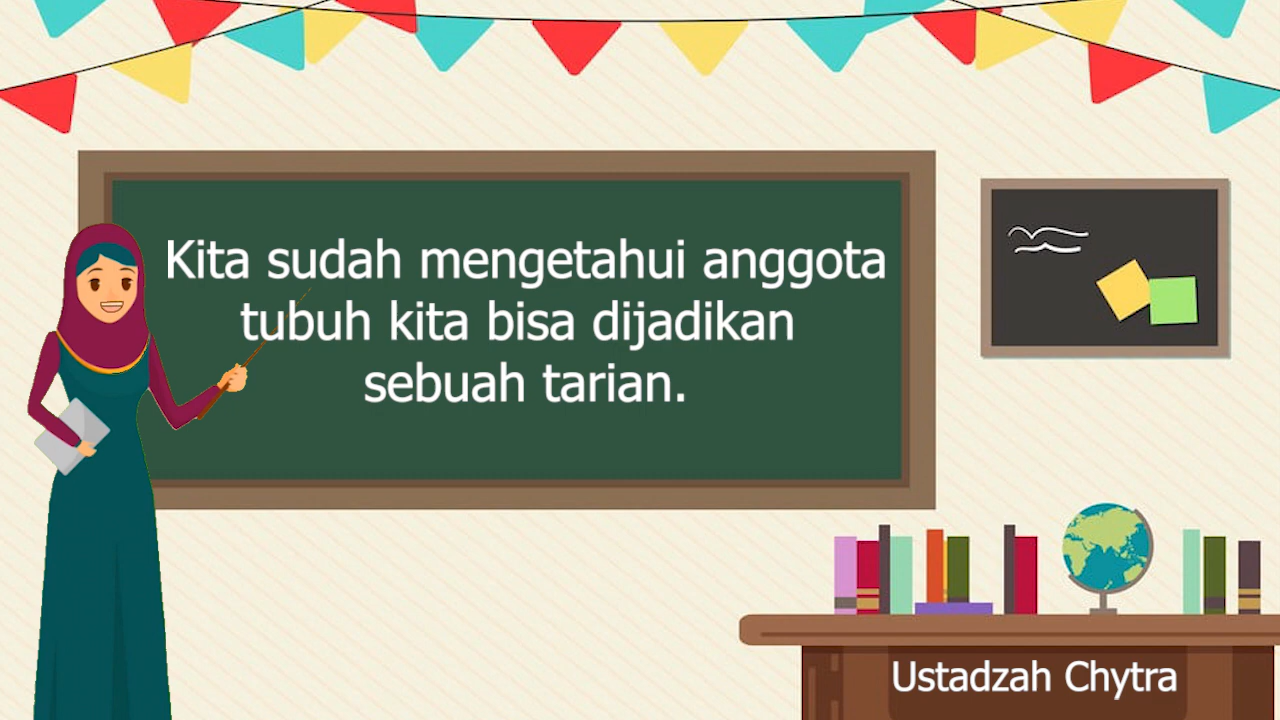 Kita sudah mengetahui anggota
tubuh kita bisa dijadikan
sebuah tarian.
Ustadzah Chytra